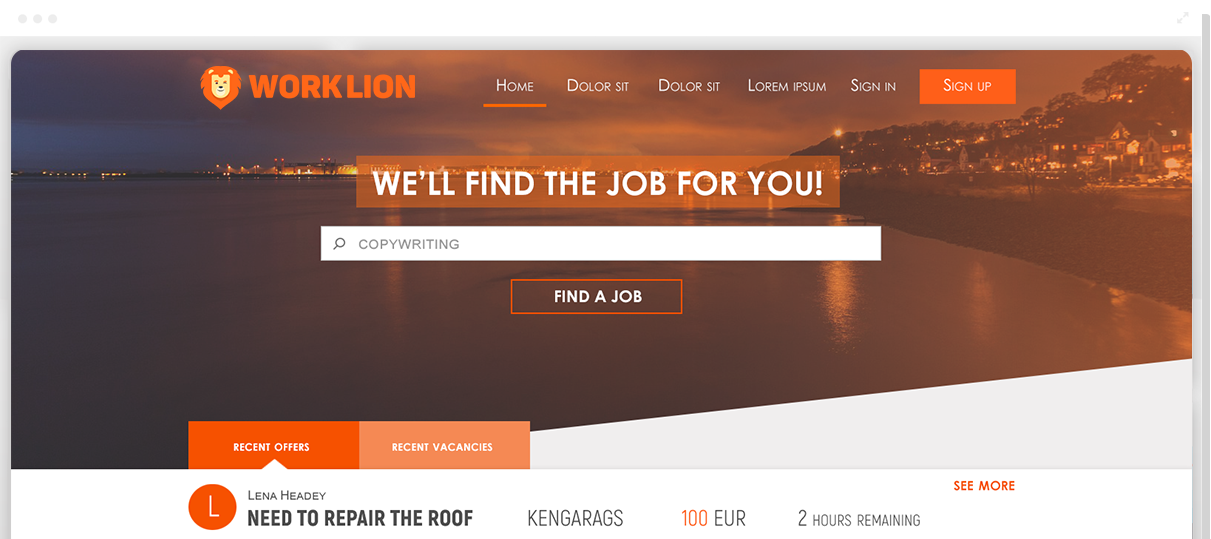 WORK LION
Home Dolor sit Dolor sit Lorem ipsum Sign in Sign up
WE'LL FIND THE JOB FOR YOU!
COPYWRITING
FIND A JOB
RECENT OFFERS RECENT VACANCIES
SEE MORE
L
Lena Headey
NEED TO REPAIR THE ROOF KENGARAGS 100 EUR 2 HOURS REMAINING